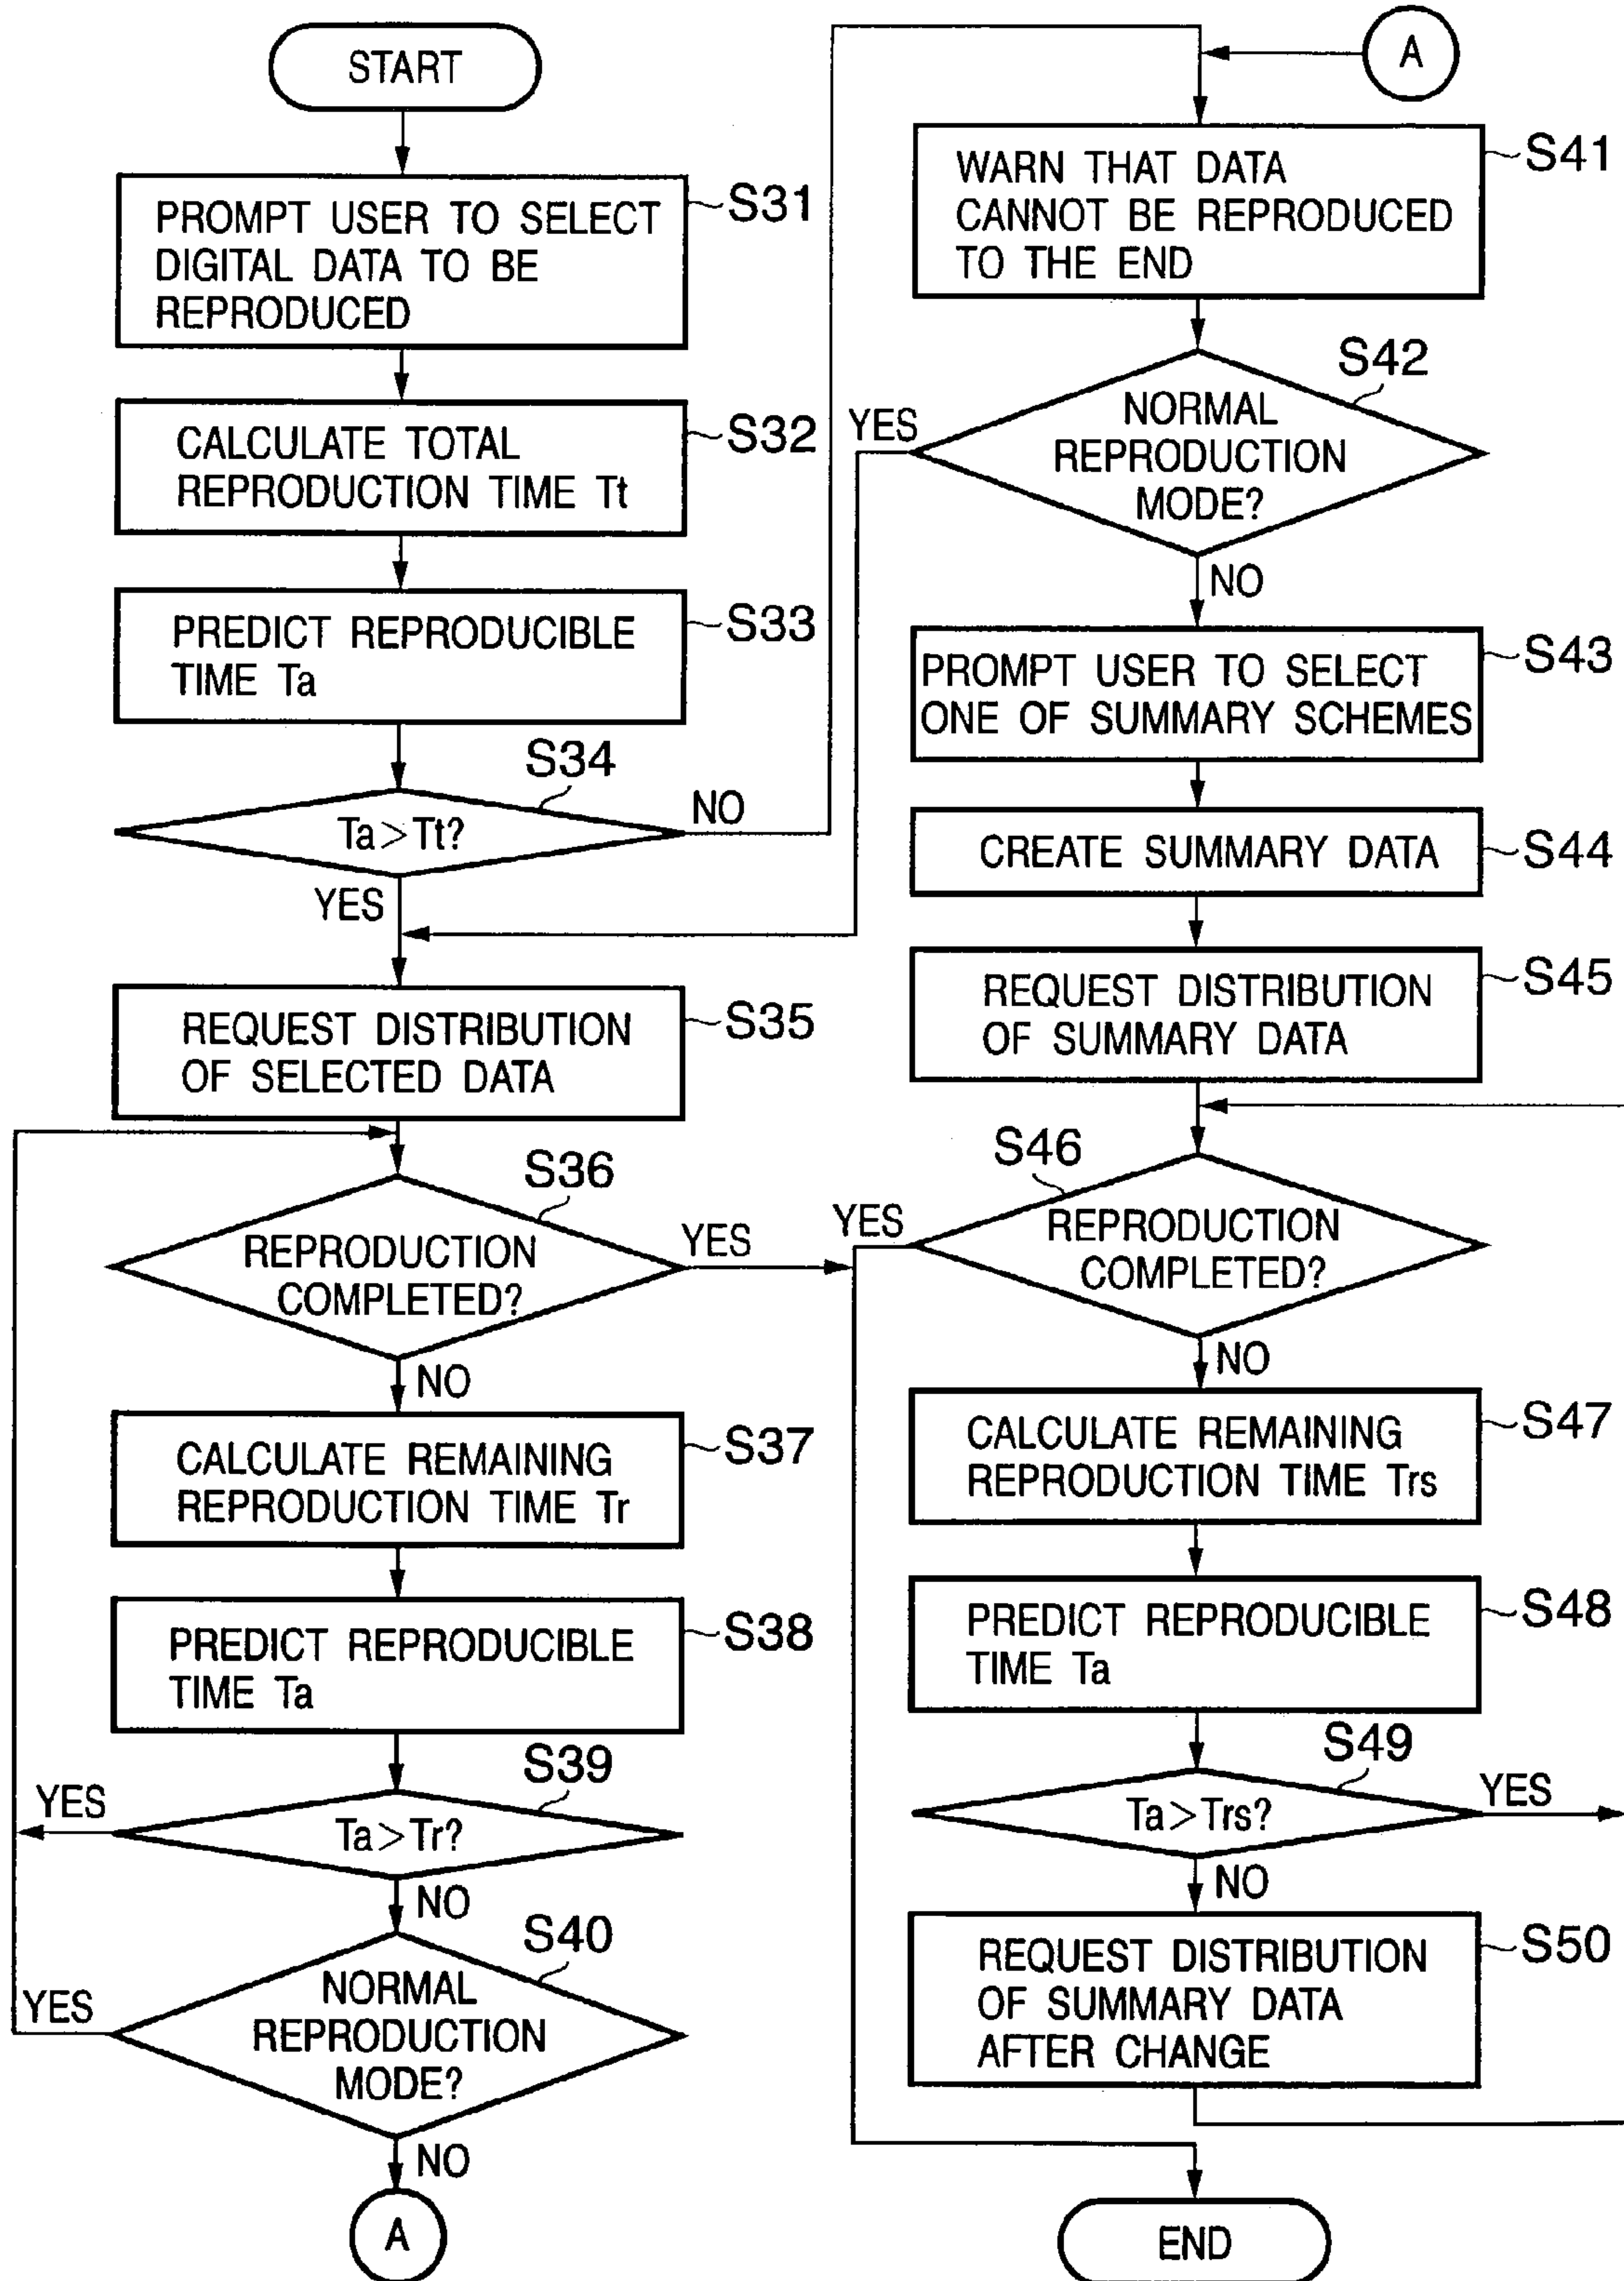 START
PROMPT USER TO SELECT
DIGITAL DATA TO BE
REPRODUCED
S31
CALCULATE TOTAL
REPRODUCTION TIME Tt
S32
PREDICT REPRODUCIBLE
TIME Ta
S33
S34
Ta>Tt?
NO
YES
REQUEST DISTRIBUTION
OF SELECTED DATA
S35
S36
REPRODUCTION
COMPLETED?
YES
NO
CALCULATE REMAINING
REPRODUCTION TIME Tr
S37
PREDICT REPRODUCIBLE
TIME Ta
S38
S39
YES
Ta>Tr?
NO
S40
YES
NORMAL
REPRODUCTION
MODE?
NO
A
A
WARN THAT DATA
CANNOT BE REPRODUCED
TO THE END
S41
S42
YES
NORMAL
REPRODUCTION
MODE?
NO
PROMPT USER TO SELECT
ONE OF SUMMARY SCHEMES
S43
CREATE SUMMARY DATA
S44
REQUEST DISTRIBUTION
OF SUMMARY DATA
S45
S46
YES
REPRODUCTION
COMPLETED?
NO
CALCULATE REMAINING
REPRODUCTION TIME Trs
S47
PREDICT REPRODUCIBLE
TIME Ta
S48
S49
Ta>Trs?
YES
NO
REQUEST DISTRIBUTION
OF SUMMARY DATA
AFTER CHANGE
S50
END